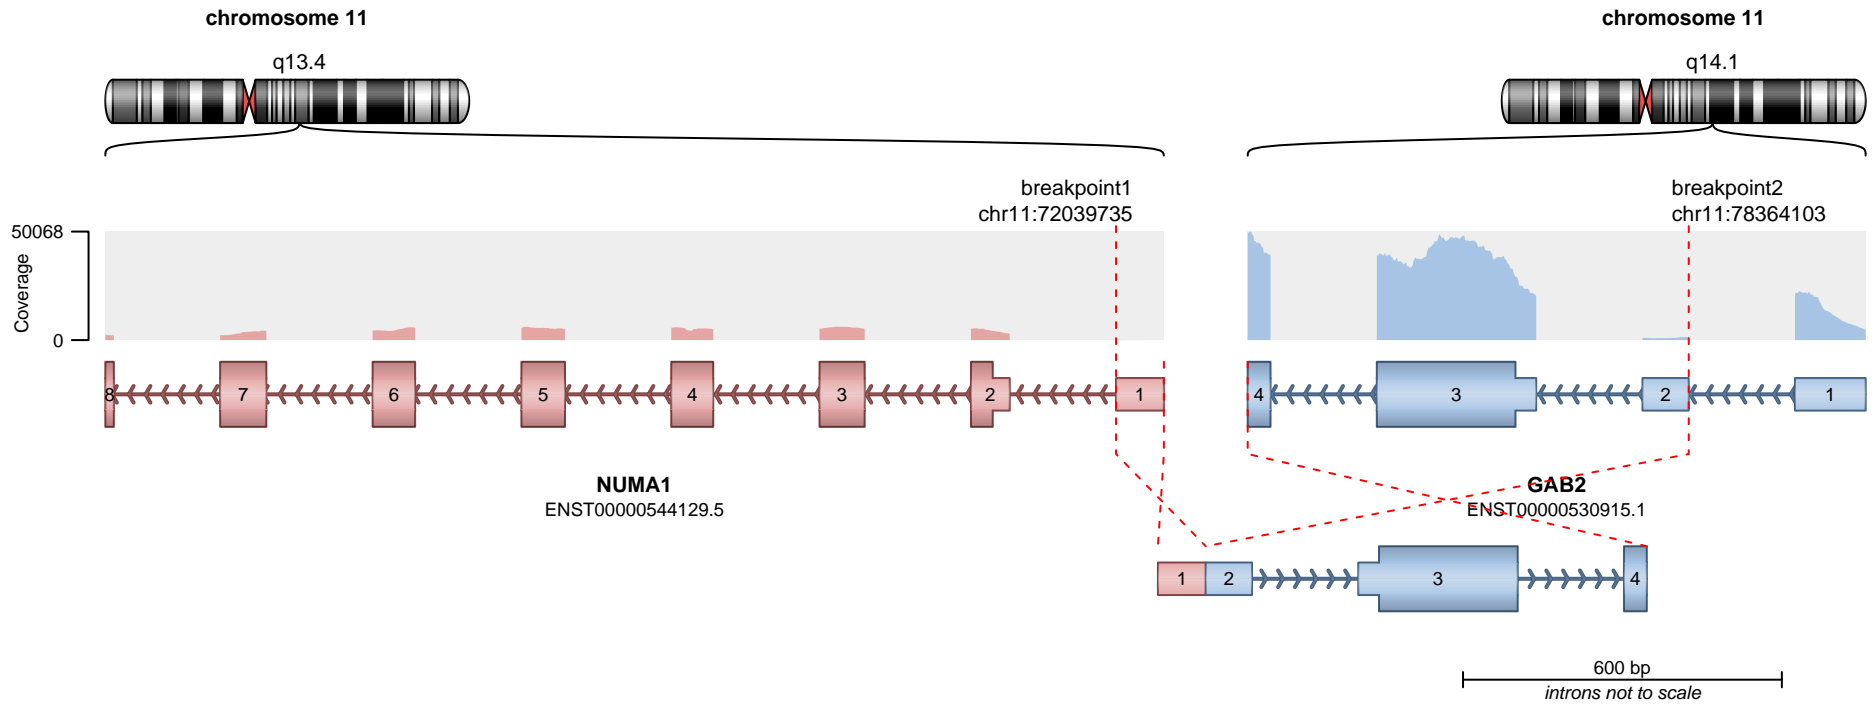 chromosome 11
chromosome 11
q13.4
q14.1
breakpoint1
chr11:72039735
breakpoint2
chr11:78364103
50068
Coverage
0
8 7 6 5 4 3 2 1
4 3 2 1
NUMA1
ENST00000544129.5
GAB2
ENST00000530915.1
1 2 3 4
600 bp
introns not to scale